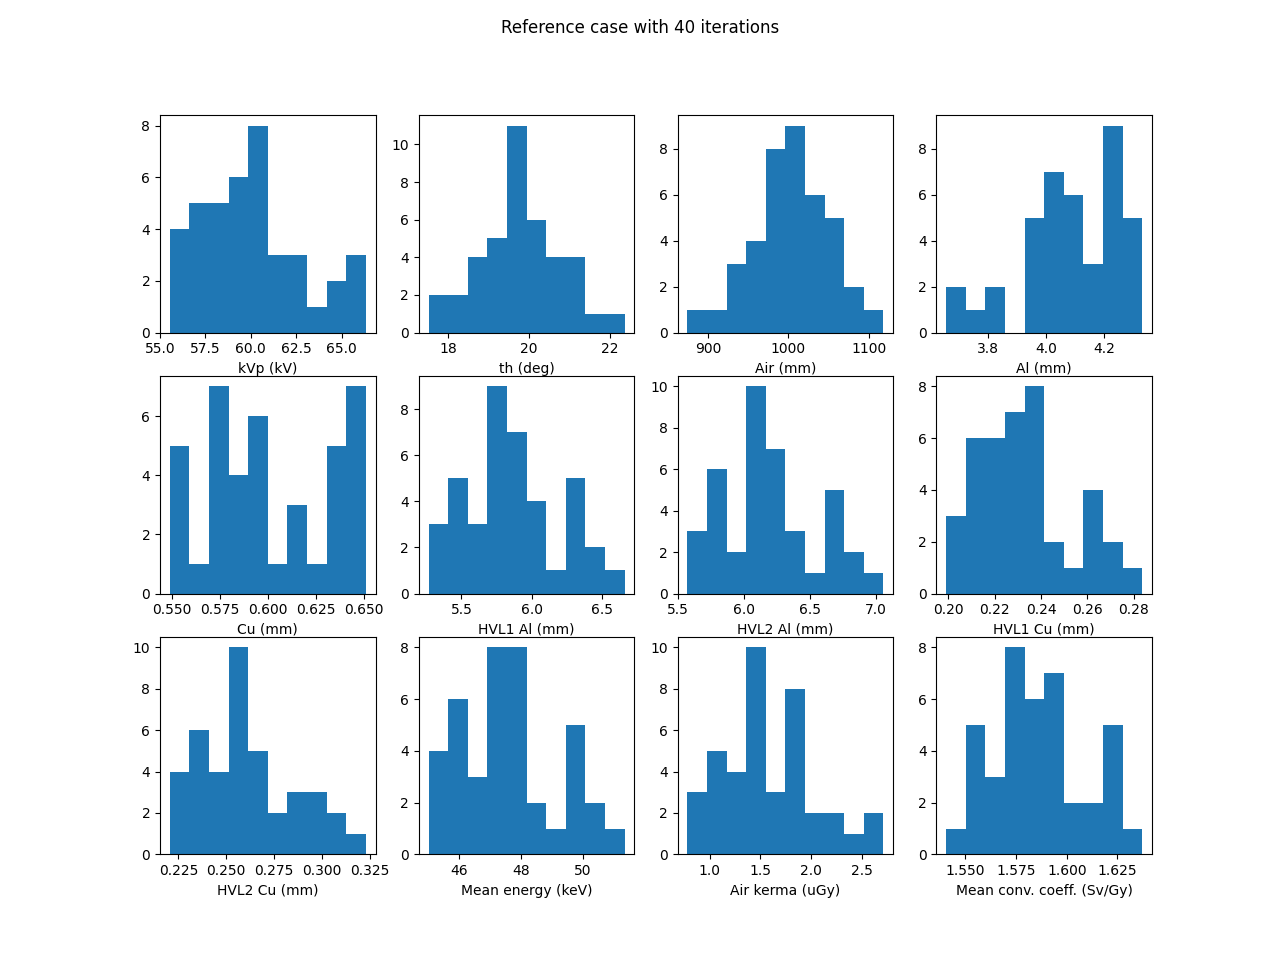 Reference case with 40 iterations
8
6
4
2
0
55.0 57.5 60.0 62.5 65.0
kVp (kV)
10
8
6
4
2
0
18 20 22
th (deg)
8
6
4
2
0
900 1000 1100
Air (mm)
8
6
4
2
0
3.8 4.0 4.2
Al (mm)
6
4
2
0
0.550 0.575 0.600 0.625 0.650
Cu (mm)
8
6
4
2
0
5.5 6.0 6.5
HVL1 Al (mm)
10
8
6
4
2
0
5.5 6.0 6.5 7.0
HVL2 Al (mm)
8
6
4
2
0
0.20 0.22 0.24 0.26 0.28
HVL1 Cu (mm)
10
8
6
4
2
0
0.225 0.250 0.275 0.300 0.325
HVL2 Cu (mm)
8
6
4
2
0
46 48 50
Mean energy (keV)
10
8
6
4
2
0
1.0 1.5 2.0 2.5
Air kerma (uGy)
8
6
4
2
0
1.550 1.575 1.600 1.625
Mean conv. coeff. (Sv/Gy)